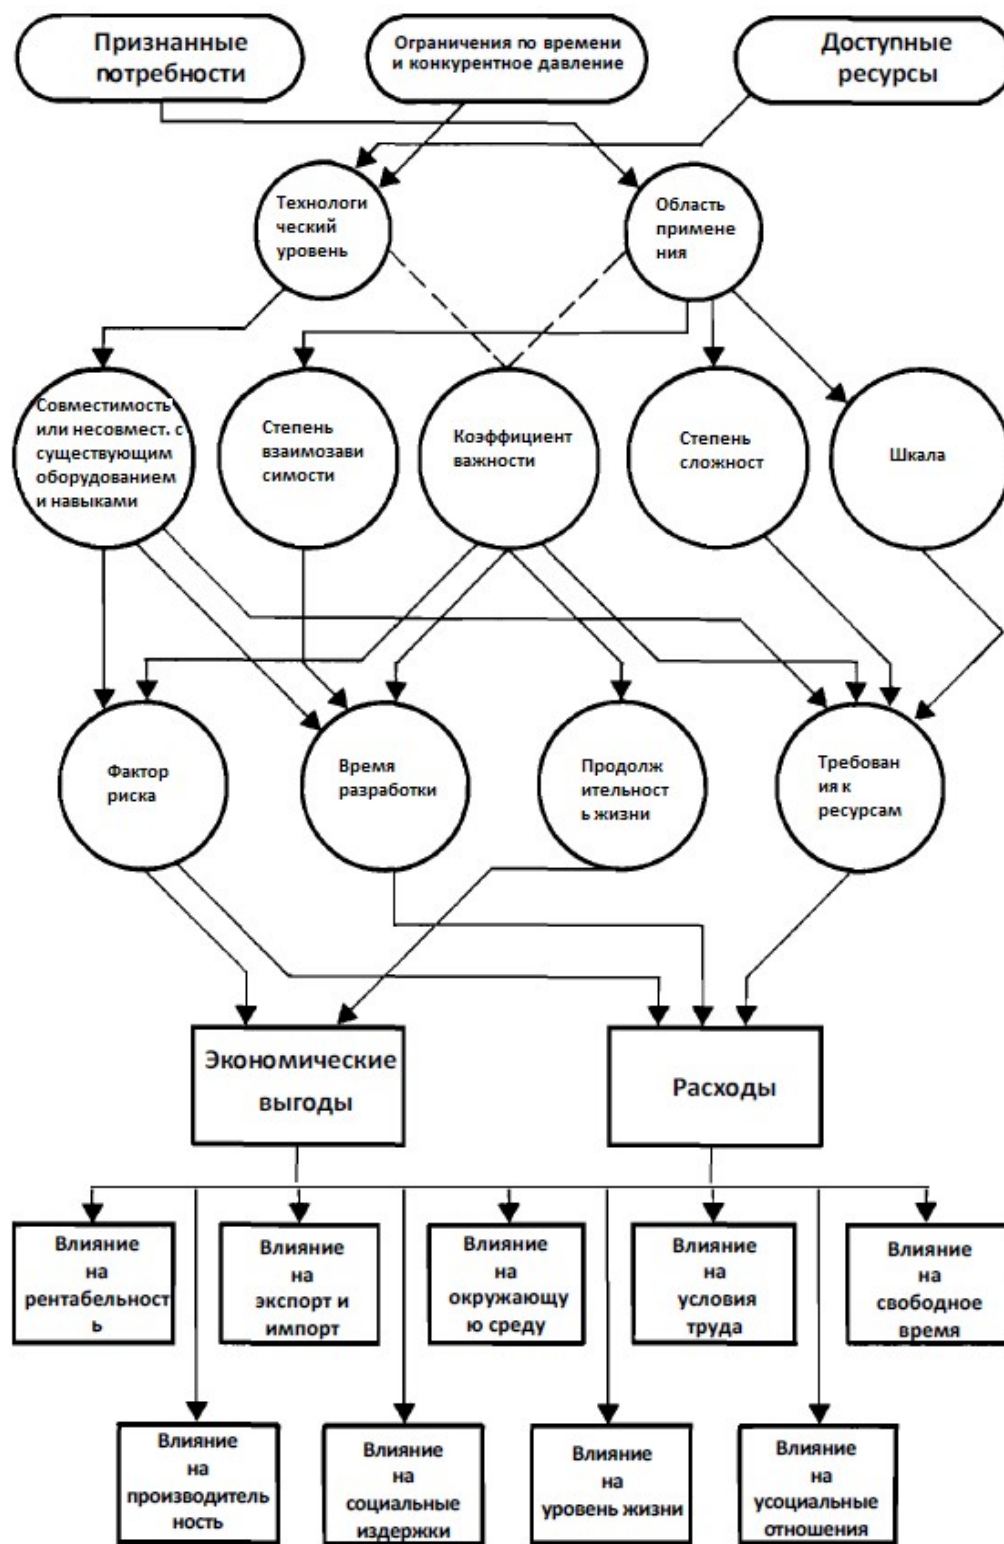 Признанные
потребности
Ограничения по времени
и конкурентное давление
Доступные
ресурсы
Технологи
ческий
уровень
Область
примене
ния
Совместимость
или несовмест. с
существующим
оборудованием
и навыками
Степень
взаимозави
симости
Коэффициент
важности
Степень
сложност
Шкала
Фактор
риска
Время
разработки
Продолж
ительност
ь жизни
Требован
ия к
ресурсам
Экономические
выгоды
Расходы
Влияние
на
рентабельност
ь
Влияние
на
экспорт и
импорт
Влияние
на
окружающу
ю среду
Влияние
на
условия
труда
Влияние
на
свободное
время
Влияние
на
производитель
ность
Влияние
на
социальные
издержки
Влияние
на
уровень жизни
Влияние
на
усоциальные
отношения